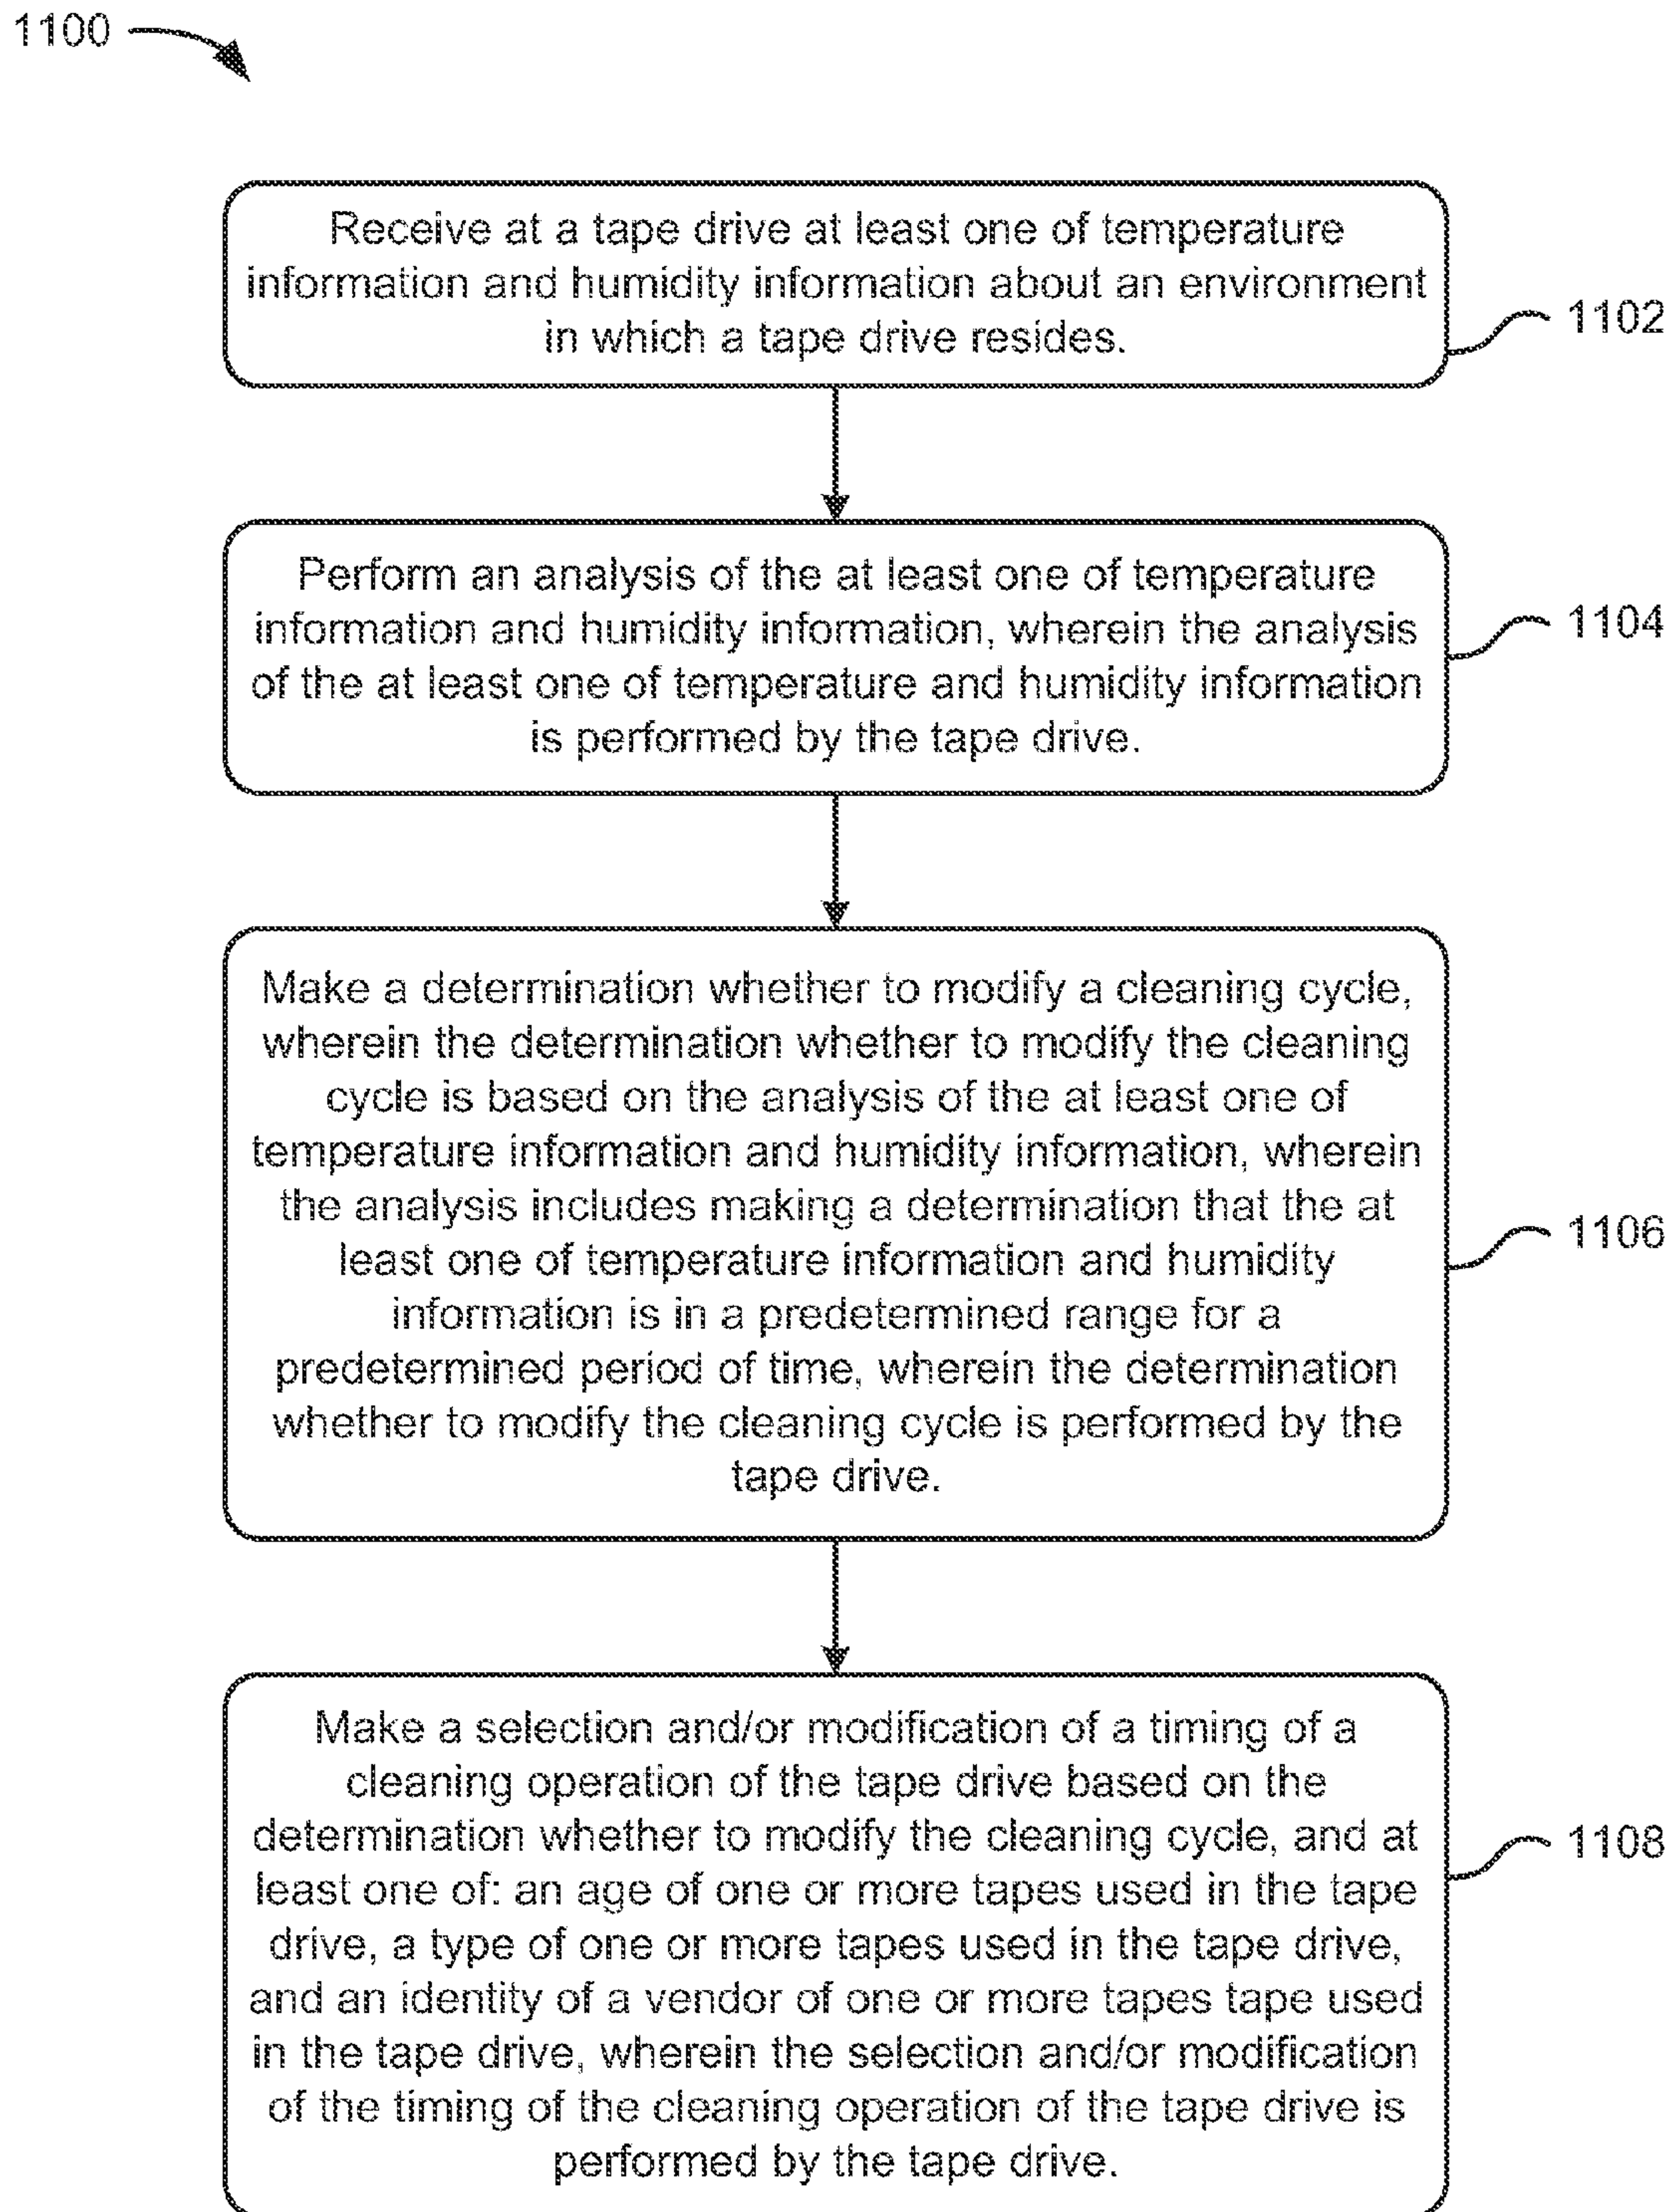 1100
Receive at a tape drive at least one of temperature
information and humidity information about an environment
in which a tape drive resides.
1102
Perform an analysis of the at least one of temperature
information and humidity information, wherein the analysis
of the at least one of temperature and humidity information
is performed by the tape drive.
1104
Make a determination whether to modify a cleaning cycle,
wherein the determination whether to modify the cleaning
cycle is based on the analysis of the at least one of
temperature information and humidity information, wherein
the analysis includes making a determination that the at
least one of temperature information and humidity
information is in a predetermined range for a
predetermined period of time, wherein the determination
whether to modify the cleaning cycle is performed by the
tape drive.
1106
Make a selection and/or modification of a timing of a
cleaning operation of the tape drive based on the
determination whether to modify the cleaning cycle, and at
least one of: an age of one or more tapes used in the tape
drive, a type of one or more tapes used in the tape drive,
and an identity of a vendor of one or more tapes tape used
in the tape drive, wherein the selection and/or modification
of the timing of the cleaning operation of the tape drive is
performed by the tape drive.
1108